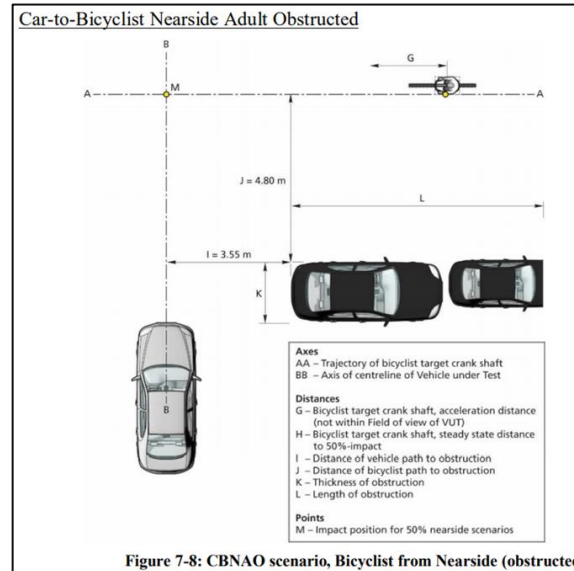 Car-to-Bicyclist Nearside Adult Obstructed
B
G
A
M
A
J = 4.80 m
L
I = 3.55 m
K
B
Axes
AA – Trajectory of bicyclist target crank shaft
BB – Axis of centreline of Vehicle under Test
Distances
G – Bicyclist target crank shaft, acceleration distance
(not within Field of view of VUT)
H – Bicyclist target crank shaft, steady state distance
to 50%-impact
I – Distance of vehicle path to obstruction
J – Distance of bicyclist path to obstruction
K – Thickness of obstruction
L – Length of obstruction
Points
M – Impact position for 50% nearside scenarios
Figure 7-8: CBNAO scenario, Bicyclist from Nearside (obstructe